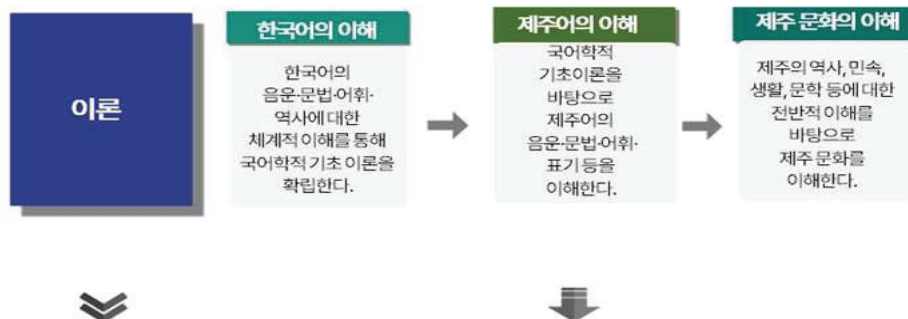 이론
한국어의 이해
한국어의
음운·문법·어휘·
역사에 대한
체계적 이해를 통해
국어학적 기초 이론을
확립한다.
제주어의 이해
국어학적
기초이론을
바탕으로
제주어의
음운·문법·어휘·
표기 등을
이해한다.
제주 문화의 이해
제주의 역사, 민속,
생활, 문학 등에 대한
전반적 이해를
바탕으로
제주 문화를
이해한다.